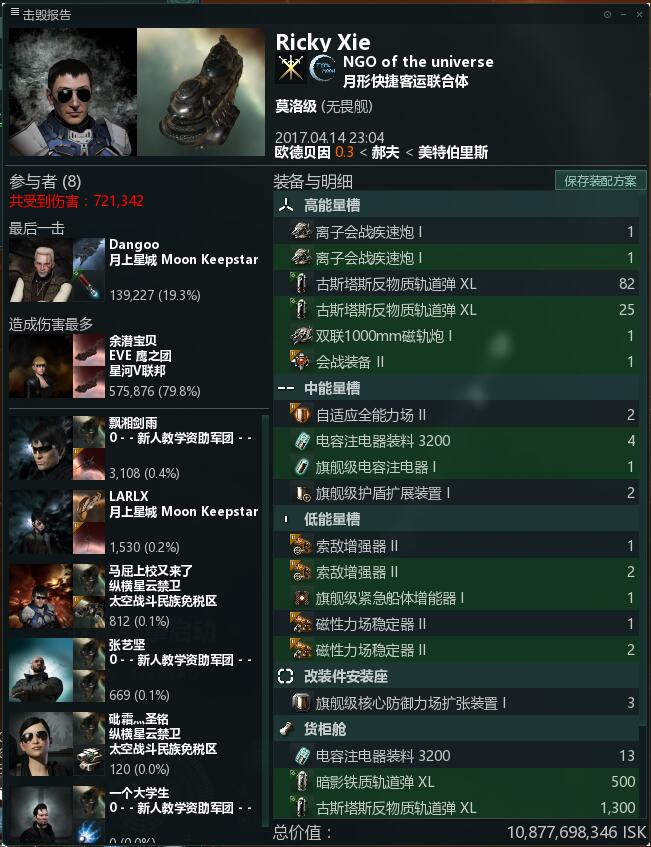 击毁报告
Ricky Xie
NGO of the universe
月形快捷客运联合体
莫洛级 (无畏舰)
2017.04.14 23:04
欧德贝因 0.3 < 郝夫 < 美特伯里斯
参与者 (8)
共受到伤害：721,342
最后一击
Dangoo
月上星城 Moon Keepstar
139,227 (19.3%)
造成伤害最多
余潜宝贝
EVE 鹰之团
星河V联邦
575,876 (79.8%)
飘湘剑雨
0 - - 新人教学资助军团 - -
3,108 (0.4%)
LARLX
月上星城 Moon Keepstar
1,530 (0.2%)
马屈上校又来了
纵横星云禁卫
太空战斗民族免税区
812 (0.1%)
张艺坚
0 - - 新人教学资助军团 - -
669 (0.1%)
砒霜灬圣铭
纵横星云禁卫
太空战斗民族免税区
120 (0.0%)
一个大学生
0 - - 新人教学资助军团 - -
0 (0.0%)
装备与明细
保存装配方案
高能量槽
离子会战疾速炮 I 1
离子会战疾速炮 I 1
古斯塔斯反物质轨道弹 XL 82
古斯塔斯反物质轨道弹 XL 25
双联1000mm磁轨炮 I 1
会战装备 II 1
中能量槽
自适应全能力场 II 2
电容注电器装料 3200 4
旗舰级电容注电器 I 1
旗舰级护盾扩展装置 I 2
低能量槽
索敌增强器 II 1
索敌增强器 II 2
旗舰级紧急船体增能器 I 1
磁性力场稳定器 II 1
磁性力场稳定器 II 2
改装件安装座
旗舰级核心防御力场扩张装置 I 3
货柜舱
电容注电器装料 3200 13
暗影铁质轨道弹 XL 500
古斯塔斯反物质轨道弹 XL 1,300
总价值： 10,877,698,346 ISK